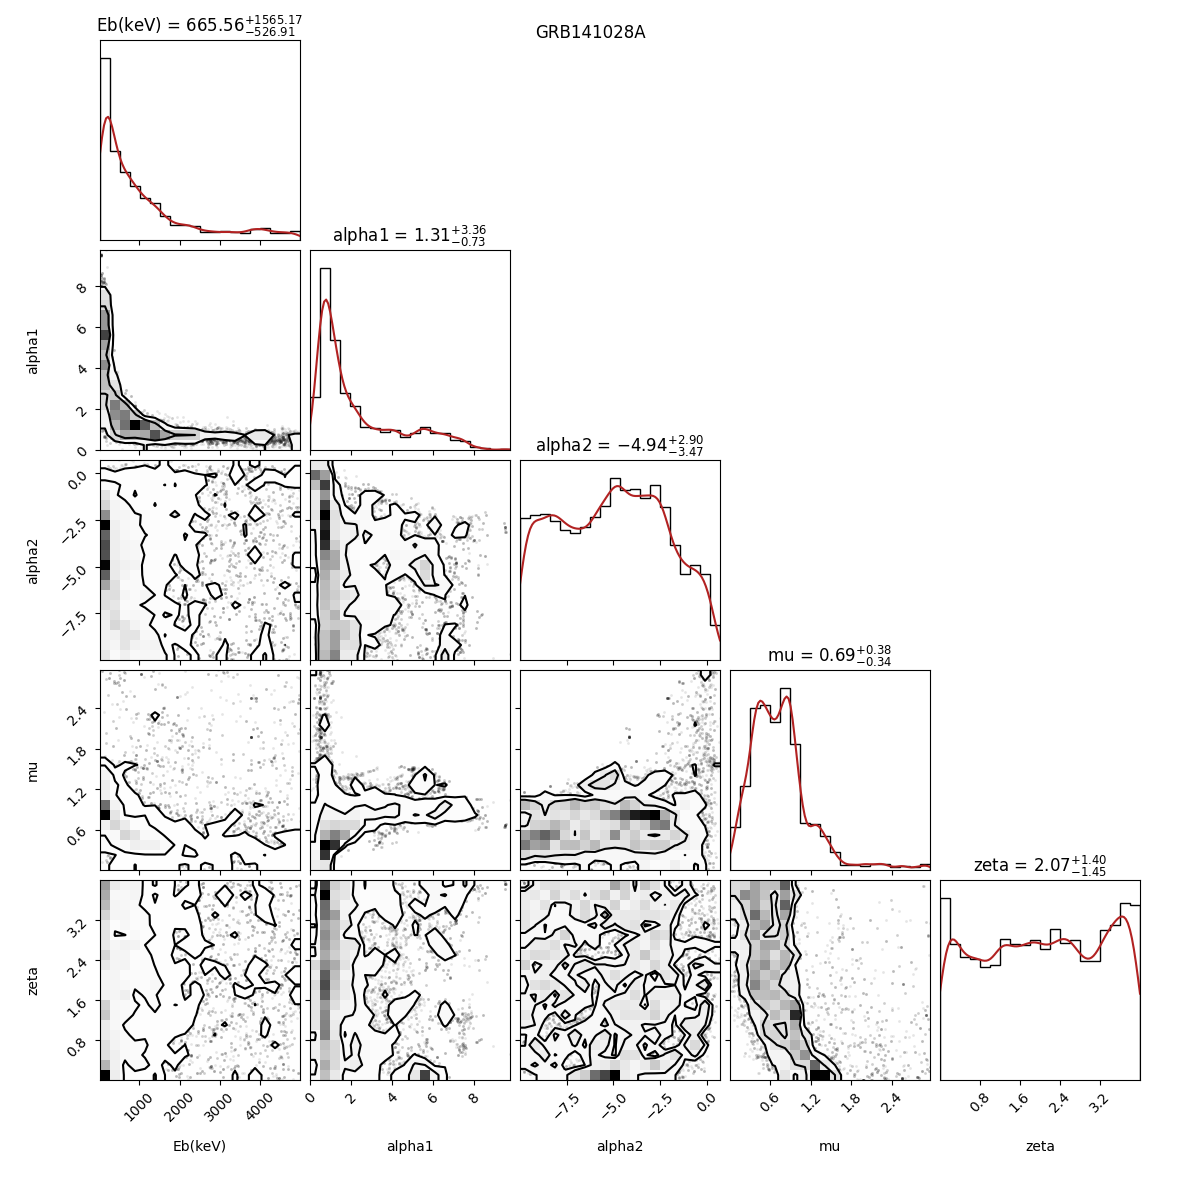 Eb(keV) = 665.56+1565.17−526.91
GRB141028A
alpha1 = 1.31+3.36−0.73
8
6
4
2
0
alpha1
alpha2 = −4.94+2.90−3.47
0.0
−2.5
−5.0
−7.5
alpha2
mu = 0.69+0.38−0.34
2.4
1.8
1.2
0.6
mu
zeta = 2.07+1.40−1.45
3.2
2.4
1.6
0.8
zeta
1000 2000 3000 4000 0 2 4 6 8 −7.5 −5.0 −2.5 0.0 0.6 1.2 1.8 2.4 0.8 1.6 2.4 3.2
Eb(keV) alpha1 alpha2 mu zeta